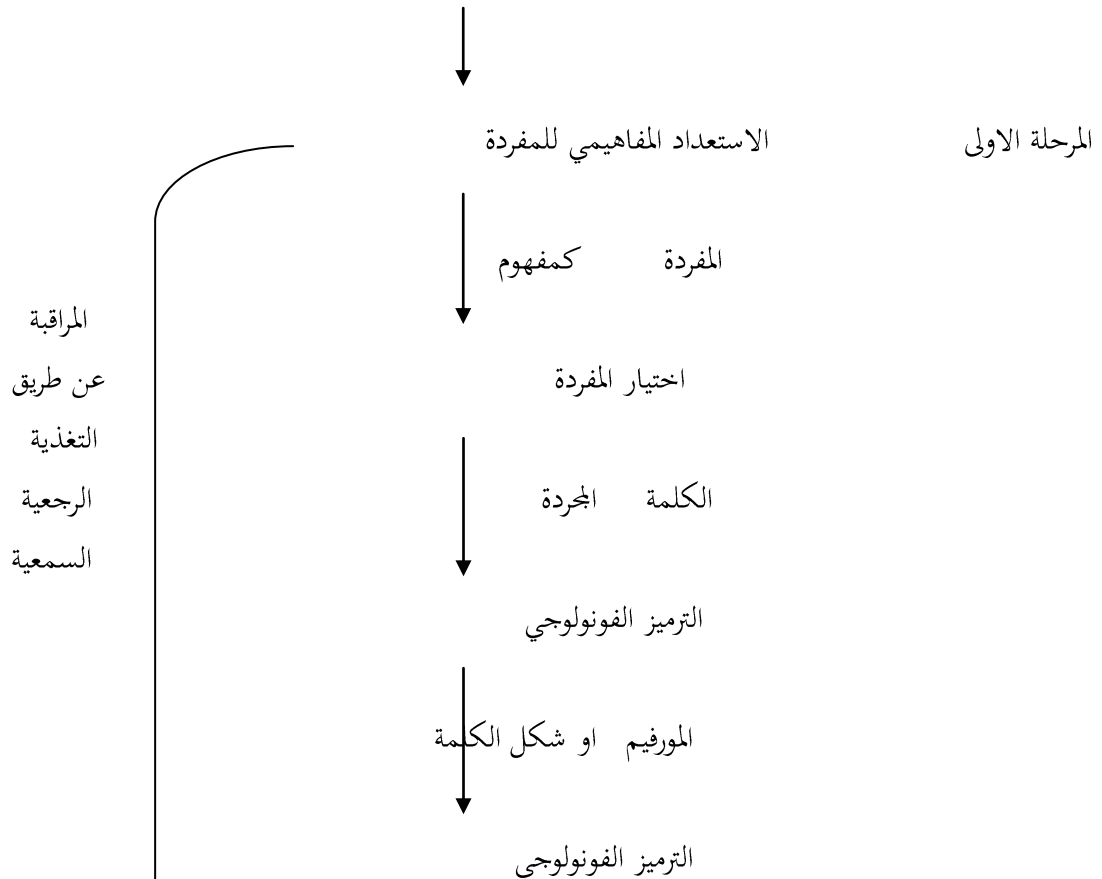 المرحلة الاولى الاستعداد المفاهيمي للمفردة
المفردة كمفهوم
المراقبة
عن طريق
اختيار المفردة
التغذية
الرجعية
الكلمة المجردة
السمعية
الترميز الفونولوجي
المورفيم او شكل الكلمة
الترميز الفونولوجي